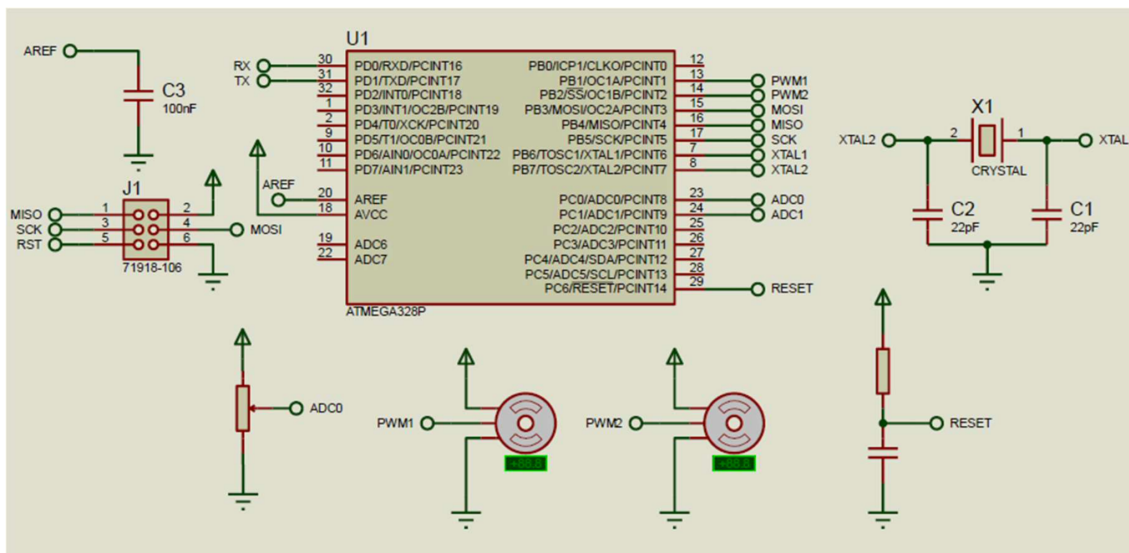 U1
AREF
C3
100nF
RX 30 PD0/RXD/PCINT16
TX 31 PD1/TXD/PCINT17
32 PD2/INT0/PCINT18
1 PD3/INT1/OC2B/PCINT19
2 PD4/T0/XCK/PCINT20
9 PD5/T1/OC0B/PCINT21
10 PD6/AIN0/OC0A/PCINT22
11 PD7/AIN1/PCINT23
AREF 20 AREF
18 AVCC
19 ADC6
22 ADC7
PB0/ICP1/CLKO/PCINT0 12
PB1/OC1A/PCINT1 13 PWM1
PB2/SS/OC1B/PCINT2 14 PWM2
PB3/MOSI/OC2A/PCINT3 15 MOSI
PB4/MISO/PCINT4 16 MISO
PB5/SCK/PCINT5 17 SCK
PB6/TOSC1/XTAL1/PCINT6 7 XTAL1
PB7/TOSC2/XTAL2/PCINT7 8 XTAL2
PC0/ADC0/PCINT8 23 ADC0
PC1/ADC1/PCINT9 24 ADC1
PC2/ADC2/PCINT10 25
PC3/ADC3/PCINT11 26
PC4/ADC4/SDA/PCINT12 27
PC5/ADC5/SCL/PCINT13 28
PC6/RESET/PCINT14 29 RESET
ATMEGA328P
X1
XTAL2 2 1 XTAL
CRYSTAL
C2
22pF
C1
22pF
J1
MISO 1 2
SCK 3 4 MOSI
RST 5 6
71918-106
ADC0
PWM1
PWM2
RESET